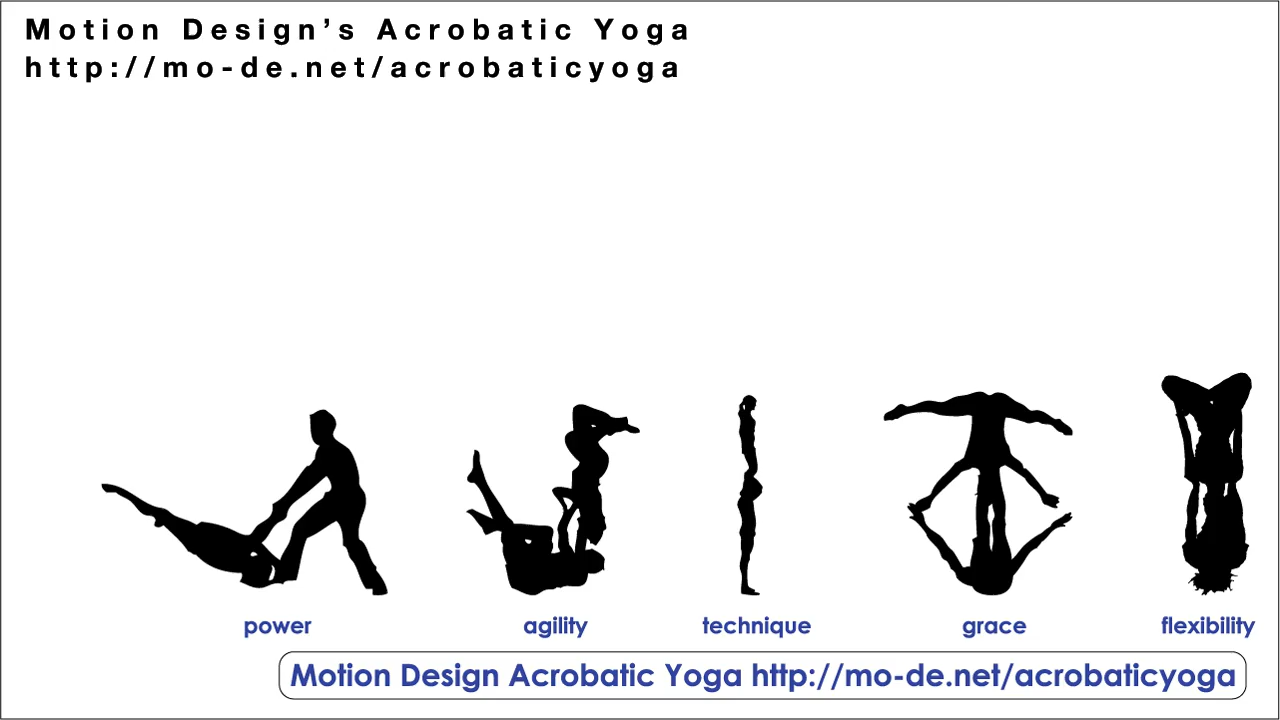 Motion Design’s Acrobatic Yoga
http://mo-de.net/acrobaticyoga
power agility technique grace flexibility
Motion Design Acrobatic Yoga http://mo-de.net/acrobaticyoga